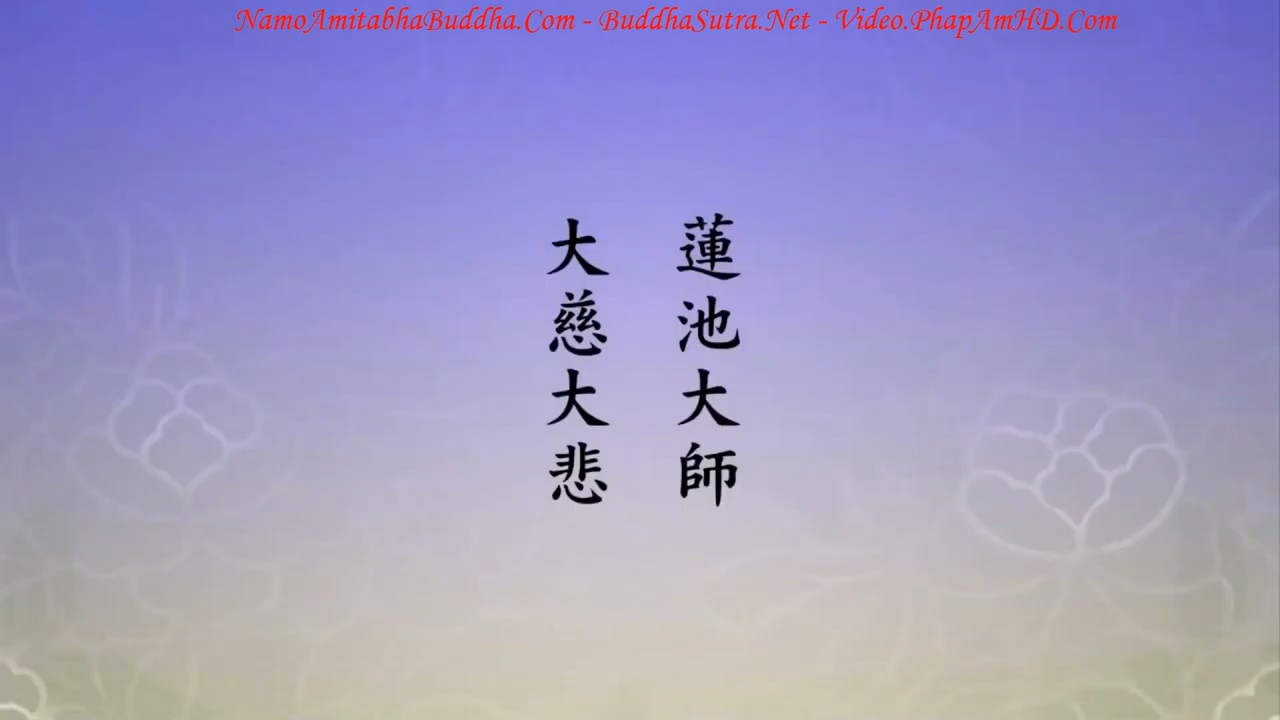 NamoAmitabhaBuddha.Com - BuddhaSutra.Net - Video.PhapAmHD.Com
蓮池大師
大慈大悲